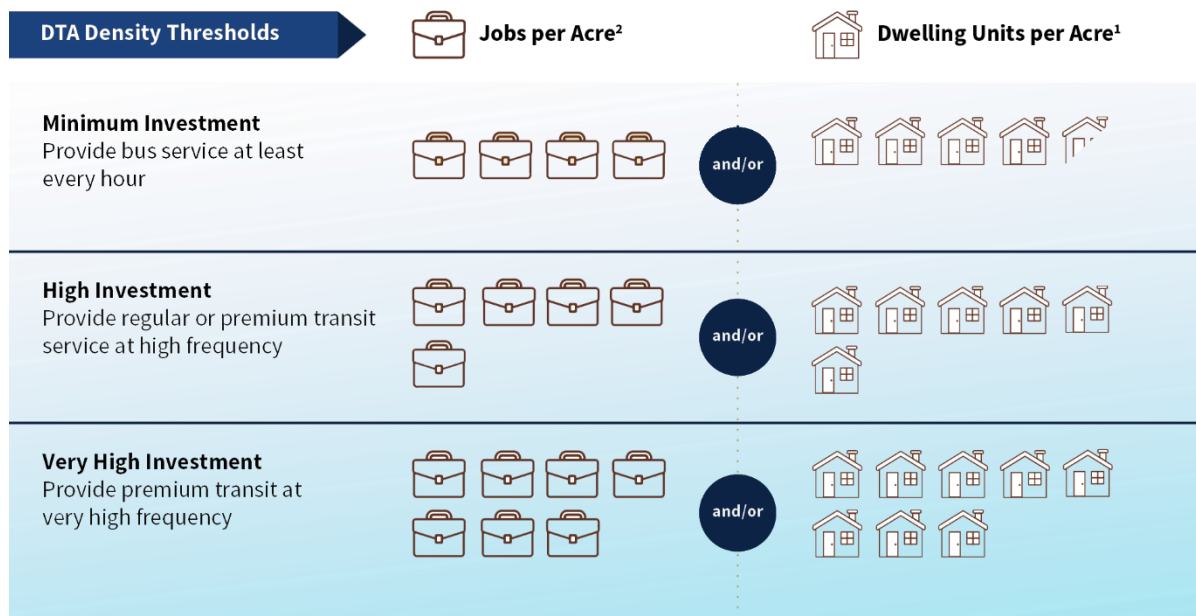 DTA Density Thresholds
Jobs per Acre²
Dwelling Units per Acre¹
Minimum Investment
Provide bus service at least
every hour
and/or
High Investment
Provide regular or premium transit
service at high frequency
and/or
Very High Investment
Provide premium transit at
very high frequency
and/or